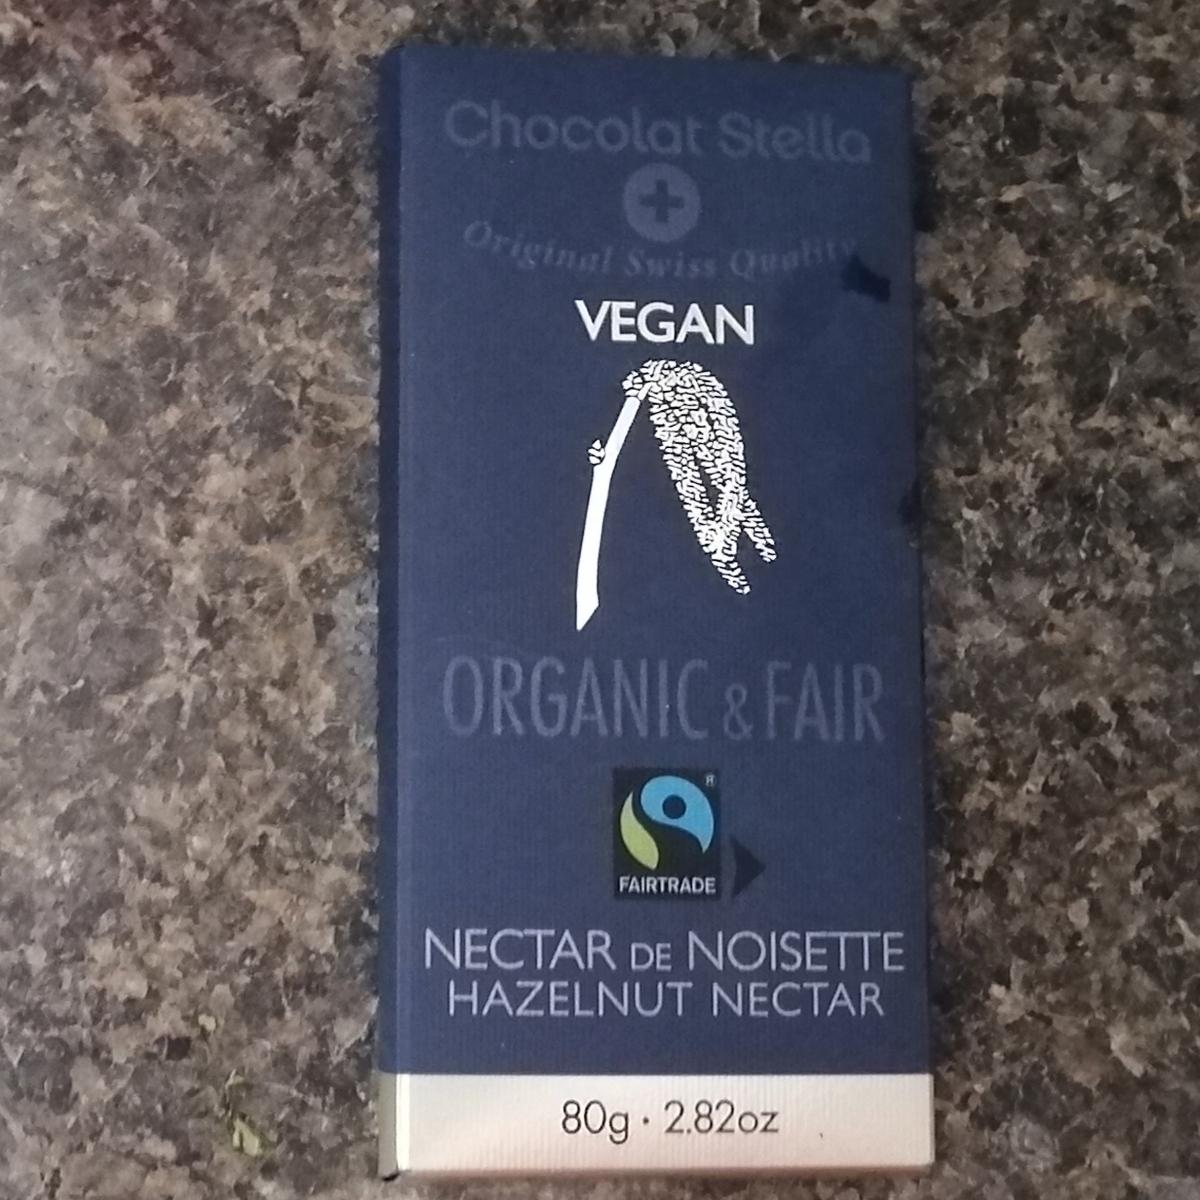 Chocolat Stella
Original Swiss Quality
VEGAN
ORGANIC & FAIR
®
FAIRTRADE
NECTAR DE NOISETTE
HAZELNUT NECTAR
80g · 2.82oz